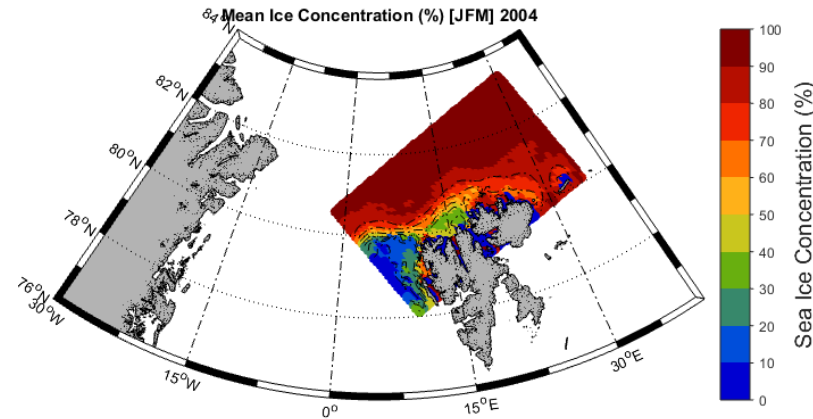 Mean Ice Concentration (%) [JFM] 2004
84°N
82°N
80°N
78°N
76°N
30°W
15°W
0°
15°E
30°E
100
90
80
70
60
50
40
30
20
10
0
Sea Ice Concentration (%)